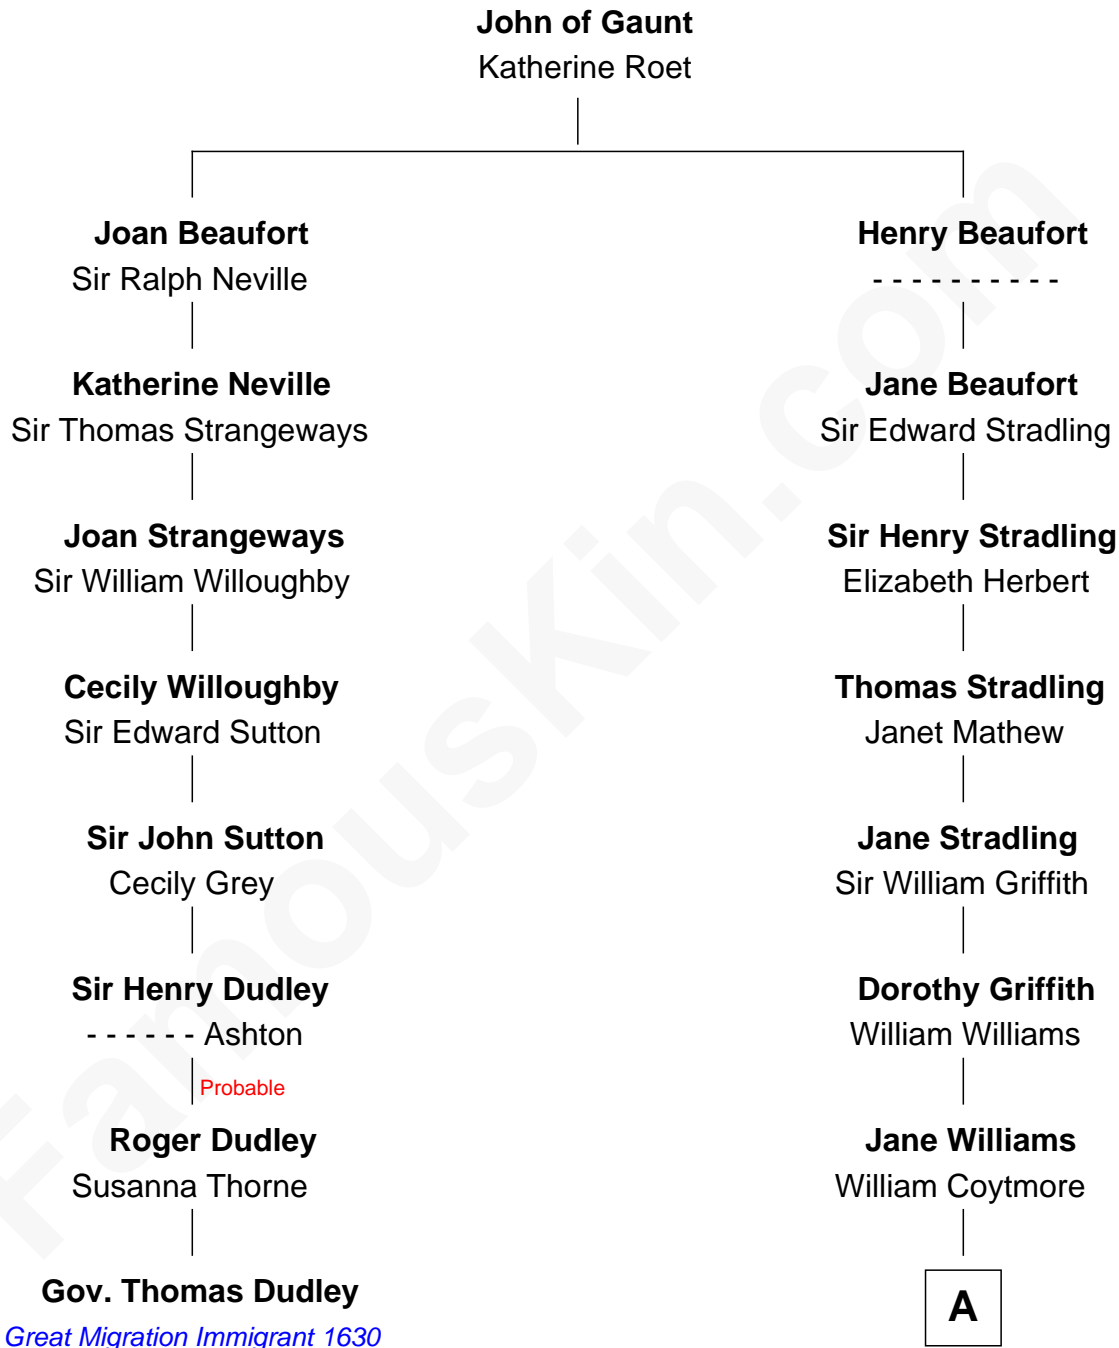 John of Gaunt
Katherine Roet
Joan Beaufort
Sir Ralph Neville
Henry Beaufort
- - - - - - - - - -
Katherine Neville
Sir Thomas Strangeways
Jane Beaufort
Sir Edward Stradling
Joan Strangeways
Sir William Willoughby
Sir Henry Stradling
Elizabeth Herbert
Cecily Willoughby
Sir Edward Sutton
Thomas Stradling
Janet Mathew
Sir John Sutton
Cecily Grey
Jane Stradling
Sir William Griffith
Sir Henry Dudley
- - - - - - Ashton
Probable
Dorothy Griffith
William Williams
Roger Dudley
Susanna Thorne
Jane Williams
William Coytmore
Gov. Thomas Dudley
Great Migration Immigrant 1630
A
FamousKin.com